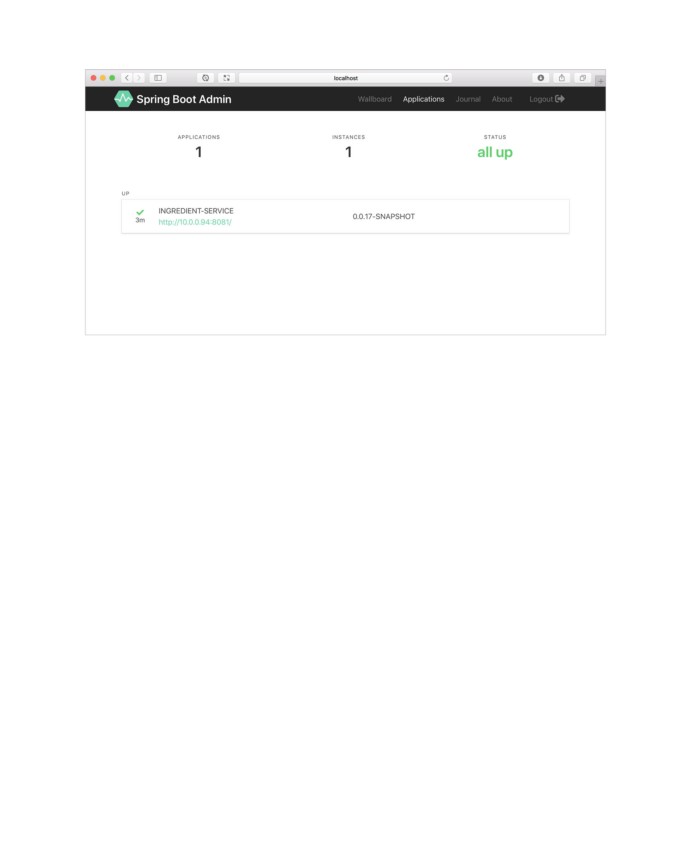 localhost
Spring Boot Admin
Wallboard Applications Journal About Logout
APPLICATIONS INSTANCES STATUS
1 1 all up
UP
INGREDIENT-SERVICE
3m http://10.0.0.94:8081/ 0.0.17-SNAPSHOT